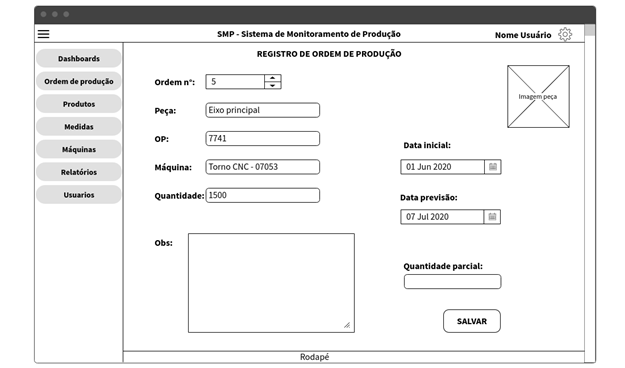 SMP - Sistema de Monitoramento de Produção
Nome Usuário
Dashboards
Ordem de produção
Produtos
Medidas
Máquinas
Relatórios
Usuarios
REGISTRO DE ORDEM DE PRODUÇÃO
Ordem nº: 5
Peça: Eixo principal
OP: 7741
Máquina: Torno CNC - 07053
Quantidade: 1500
Obs:
Imagem peça
Data inicial:
01 Jun 2020
Data previsão:
07 Jul 2020
Quantidade parcial:
SALVAR
Rodapé